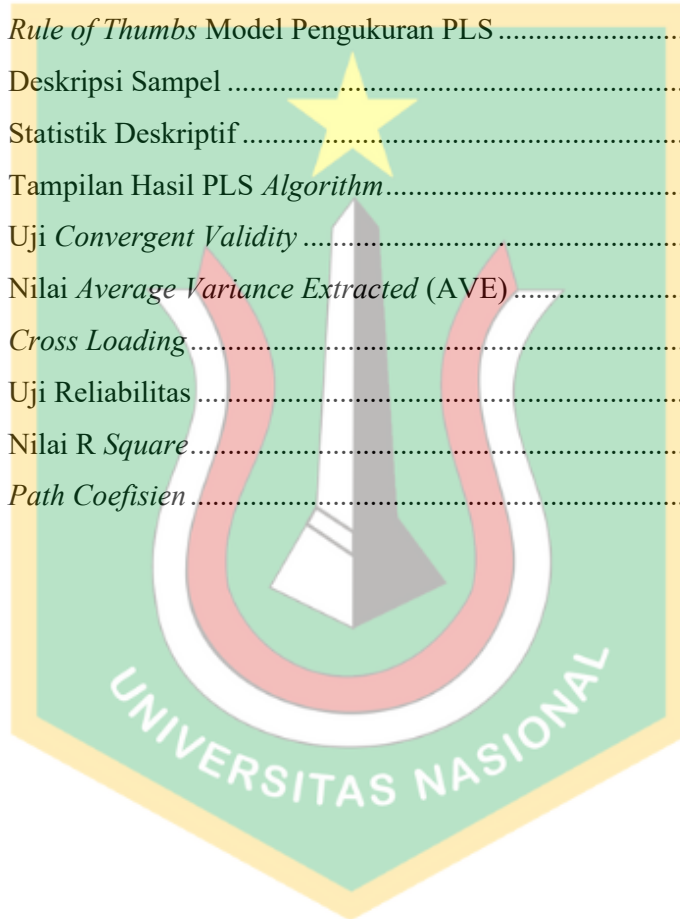 Rule of Thumbs Model Pengukuran PLS ........................
Deskripsi Sampel ............................................................
Statistik Deskriptif ..........................................................
Tampilan Hasil PLS Algorithm.......................................
Uji Convergent Validity ..................................................
Nilai Average Variance Extracted (AVE) ......................
Cross Loading .................................................................
Uji Reliabilitas ................................................................
Nilai R Square.................................................................
Path Coefisien .................................................................
UNIVERSITAS NASIONAL